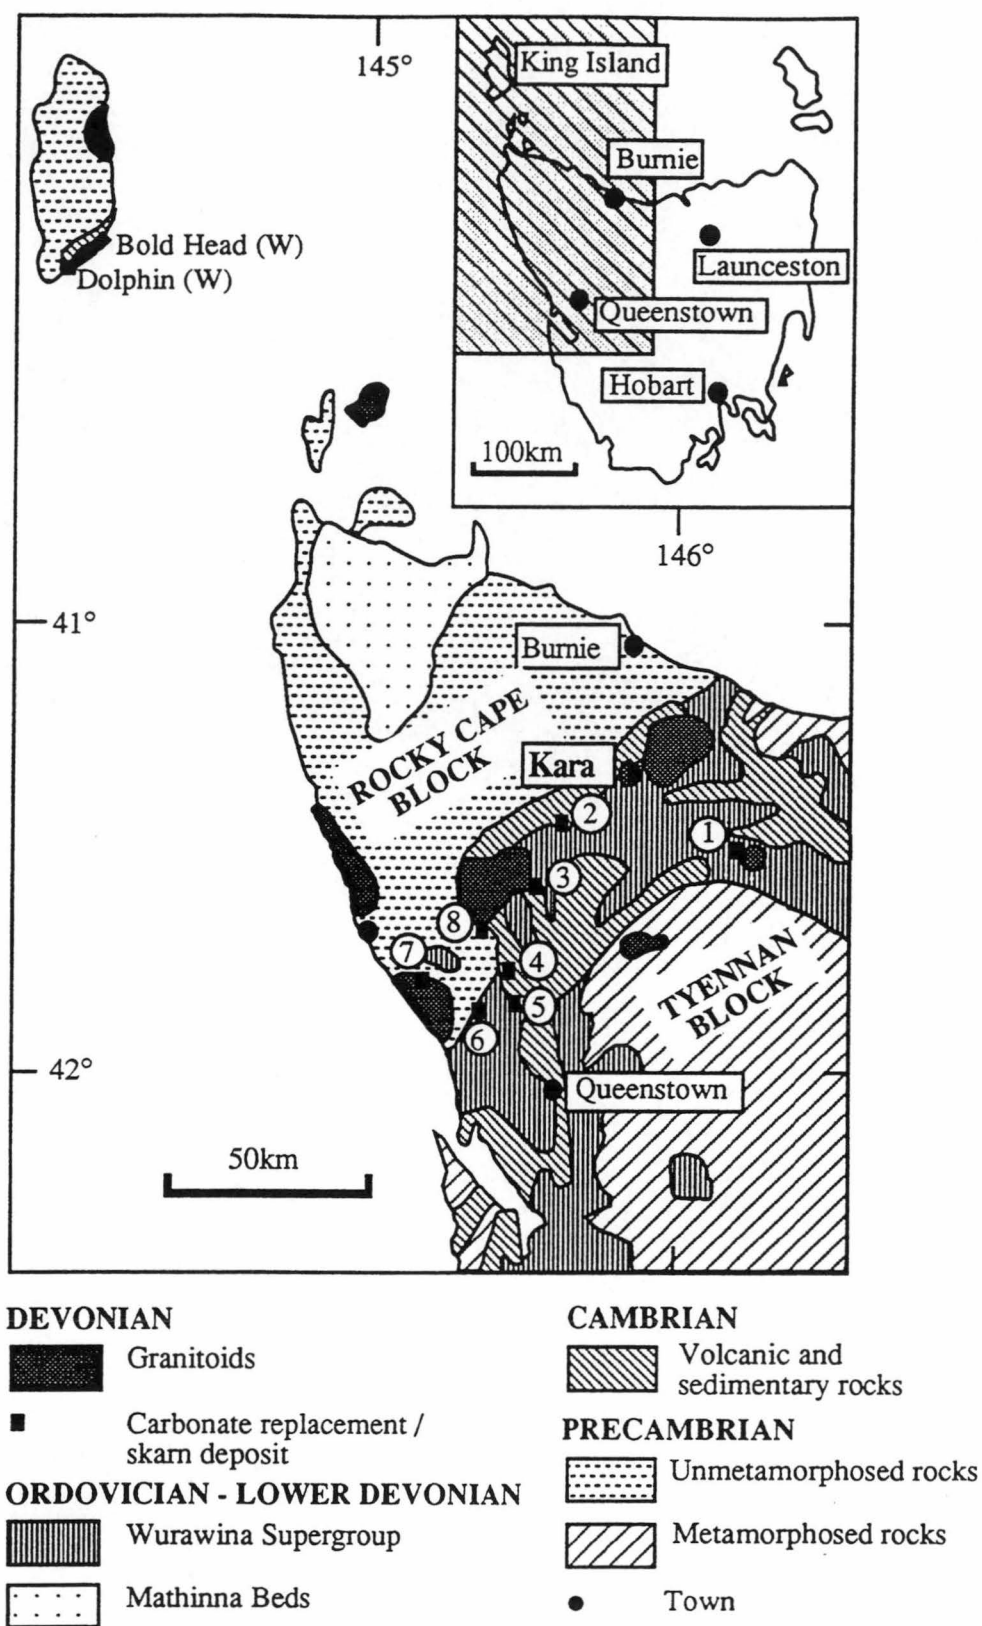 145°
King Island
Burnie
Launceston
Queenstown
Hobart
100km
Bold Head (W)
Dolphin (W)
146°
41°
Burnie
ROCKY CAPE
BLOCK
Kara
2
1
3
8
7
4
5
6
TYENNAN
BLOCK
42°
Queenstown
50km
DEVONIAN
Granitoids
Carbonate replacement /
skarn deposit
ORDOVICIAN - LOWER DEVONIAN
Wurawina Supergroup
Mathinna Beds
CAMBRIAN
Volcanic and
sedimentary rocks
PRECAMBRIAN
Unmetamorphosed rocks
Metamorphosed rocks
Town